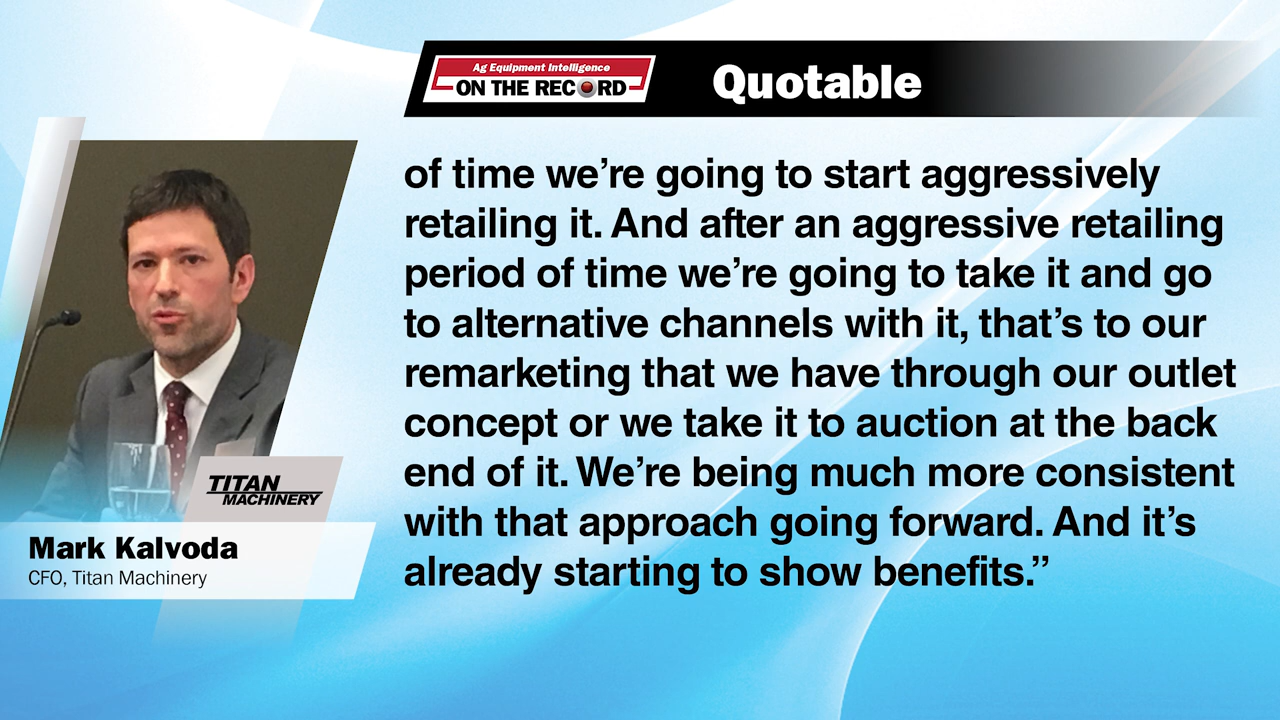 Ag Equipment Intelligence
ON THE RECORD
Quotable
of time we’re going to start aggressively
retailing it. And after an aggressive retailing
period of time we’re going to take it and go
to alternative channels with it, that’s to our
remarketing that we have through our outlet
concept or we take it to auction at the back
end of it. We’re being much more consistent
with that approach going forward. And it’s
already starting to show benefits.”
TITAN
MACHINERY
Mark Kalvoda
CFO, Titan Machinery